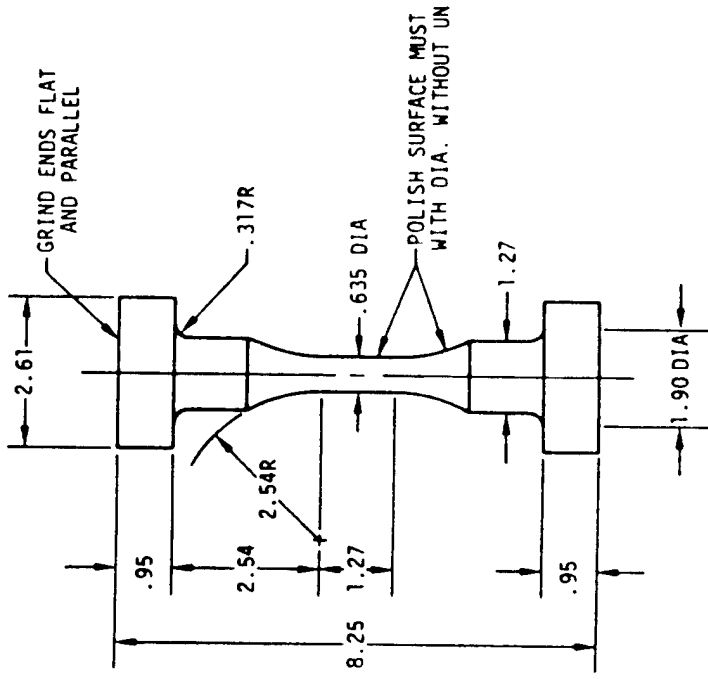 GRIND ENDS FLAT
AND PARALLEL
2.61
.317R
.95
2.54R
2.54
.635 DIA
1.27
POLISH SURFACE MUST
WITH DIA. WITHOUT UN
8.25
1.27
.95
1.90 DIA